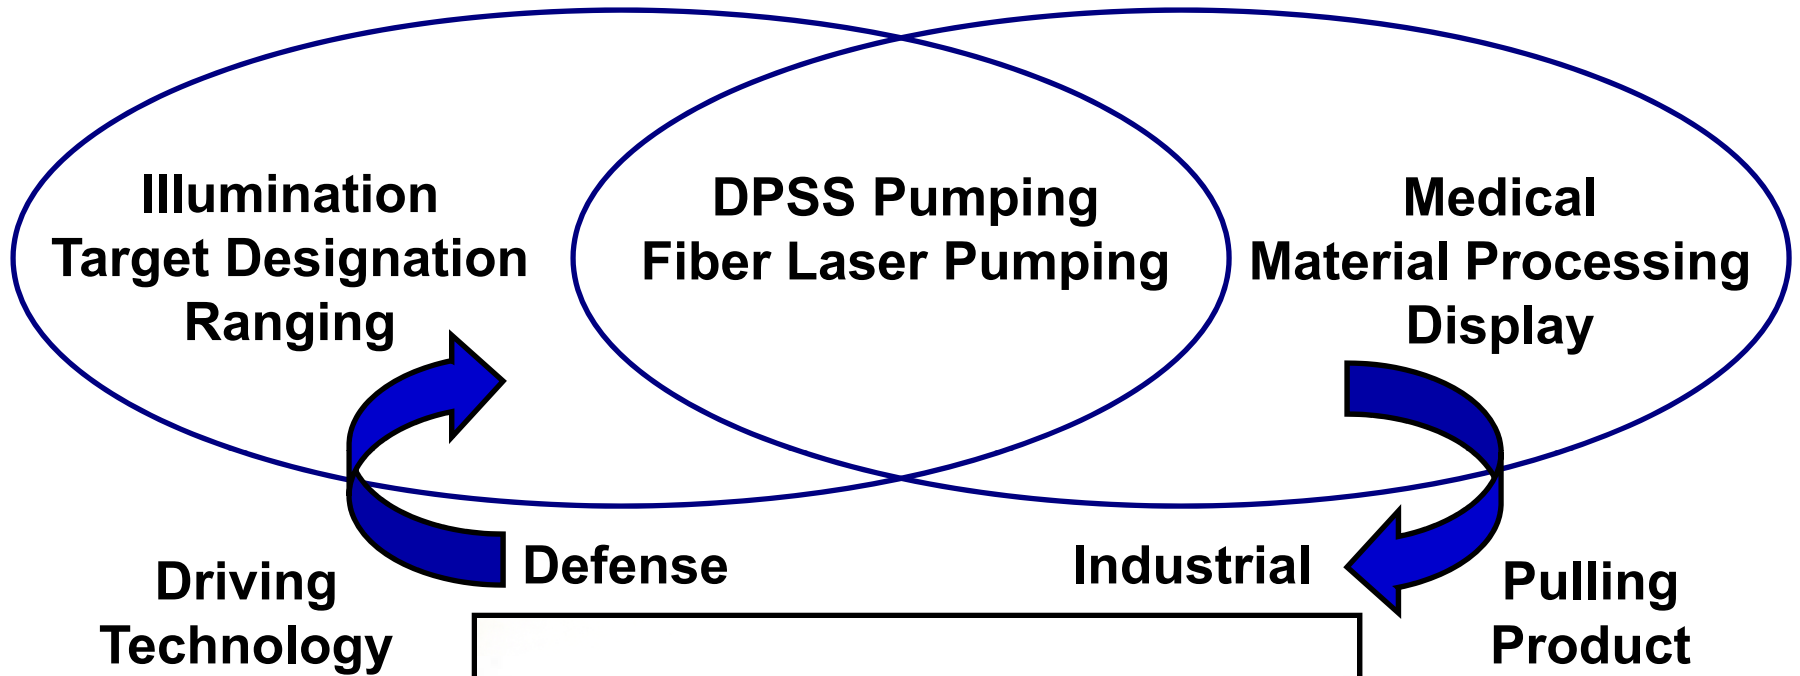 Illumination
Target Designation
Ranging
DPSS Pumping
Fiber Laser Pumping
Medical
Material Processing
Display
Driving
Technology
Defense
Industrial
Pulling
Product